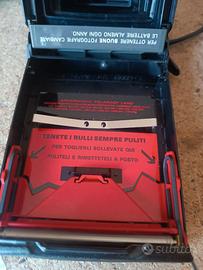 PER OTTENERE BUONE FOTOGRAFIE CAMBIATE
LE BATTERIE ALMENO OGNI ANNO.
TENETE I RULLI SEMPRE PULITI
PER TOGLIERLI SOLLEVATE QUI
PULITELI E RIMETTETELI A POSTO
subito